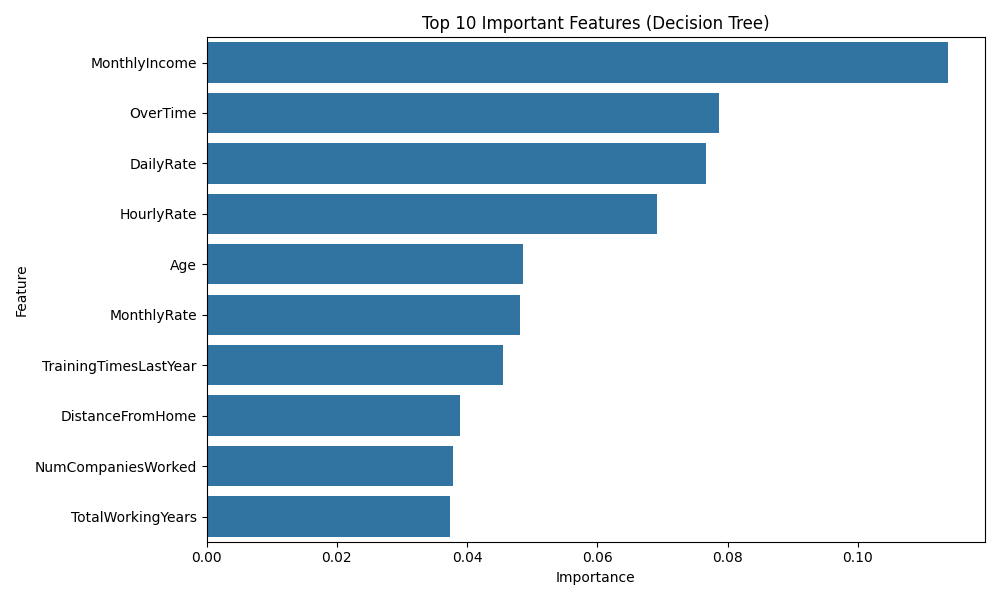 Top 10 Important Features (Decision Tree)
MonthlyIncome
OverTime
DailyRate
HourlyRate
Age
MonthlyRate
TrainingTimesLastYear
DistanceFromHome
NumCompaniesWorked
TotalWorkingYears
Feature
0.00 0.02 0.04 0.06 0.08 0.10
Importance